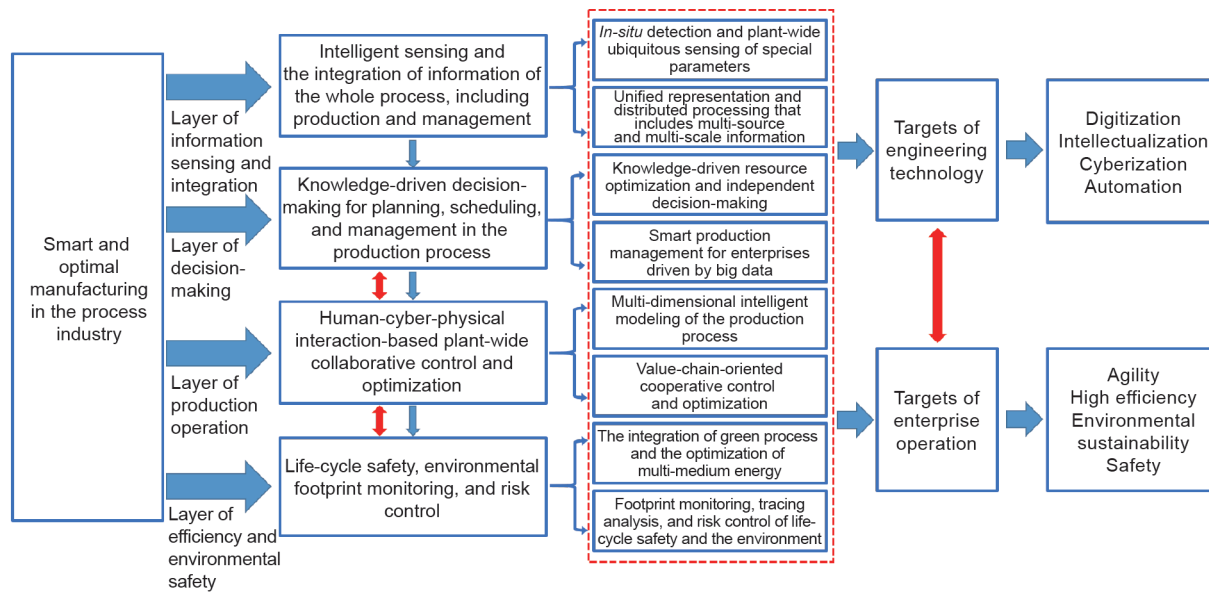 Smart and
optimal
manufacturing
in the process
industry
Layer of
information
sensing and
integration
Layer of
decision-
making
Layer of
production
operation
Layer of
efficiency and
environmental
safety
Intelligent sensing and
the integration of information of
the whole process, including
production and management
Knowledge-driven decision-
making for planning, scheduling,
and management in the
production process
Human-cyber-physical
interaction-based plant-wide
collaborative control and
optimization
Life-cycle safety, environmental
footprint monitoring, and risk
control
In-situ detection and plant-wide
ubiquitous sensing of special
parameters
Unified representation and
distributed processing that
includes multi-source
and multi-scale information
Knowledge-driven resource
optimization and independent
decision-making
Smart production
management for enterprises
driven by big data
Multi-dimensional intelligent
modeling of the production
process
Value-chain-oriented
cooperative control
and optimization
The integration of green process
and the optimization of
multi-medium energy
Footprint monitoring, tracing
analysis, and risk control of life-
cycle safety and the environment
Targets of
engineering
technology
Targets of
enterprise
operation
Digitization
Intellectualization
Cyberization
Automation
Agility
High efficiency
Environmental
sustainability
Safety